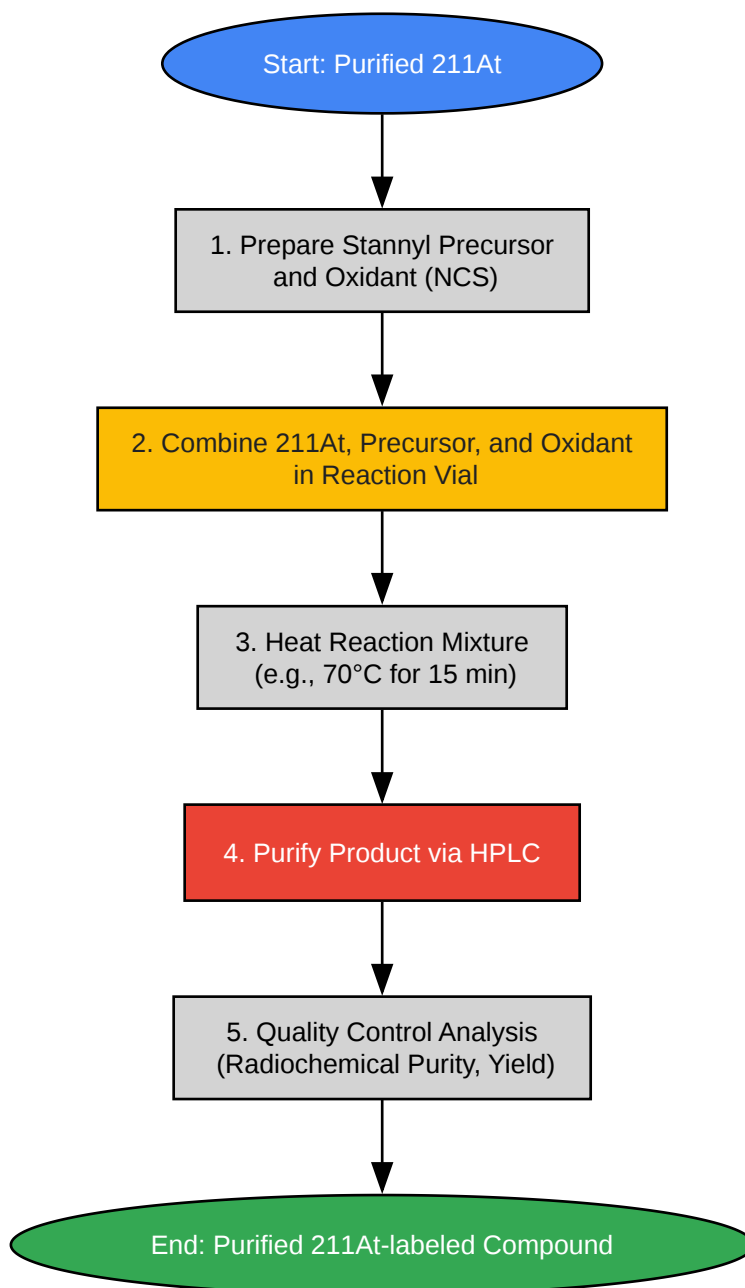 Start: Purified 211At
1. Prepare Stannyl Precursor
and Oxidant (NCS)
2. Combine 211At, Precursor, and Oxidant
in Reaction Vial
3. Heat Reaction Mixture
(e.g., 70°C for 15 min)
4. Purify Product via HPLC
5. Quality Control Analysis
(Radiochemical Purity, Yield)
End: Purified 211At-labeled Compound